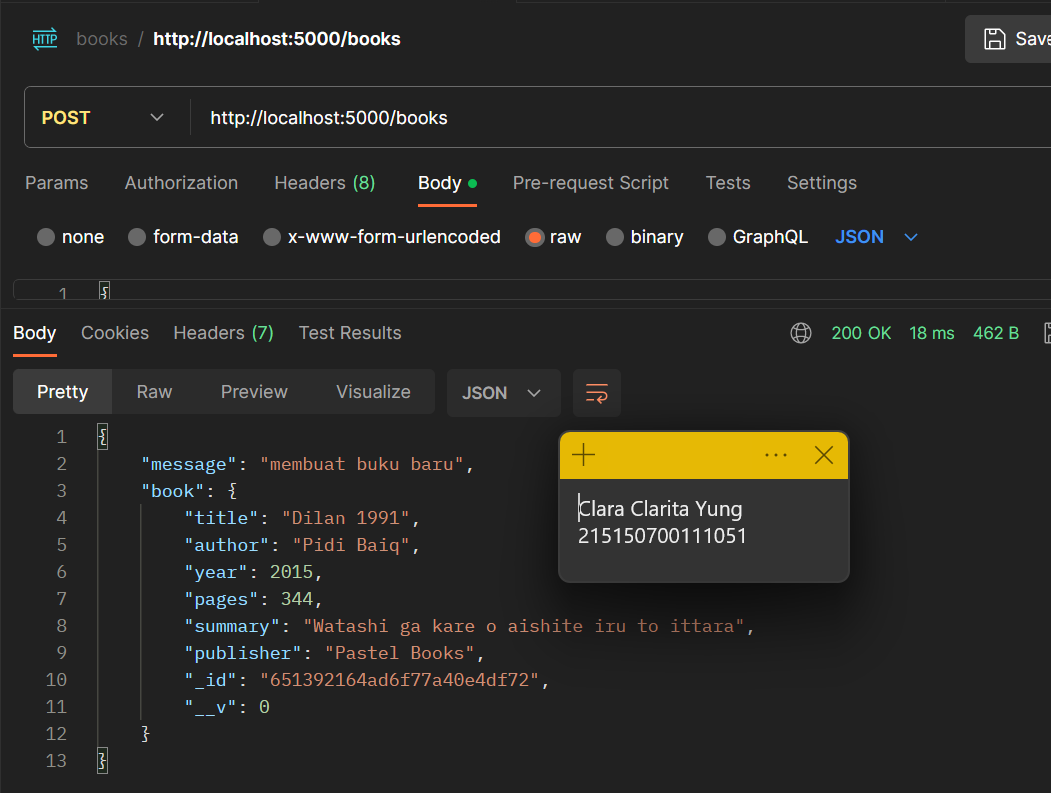 HTTP books / http://localhost:5000/books Save
POST http://localhost:5000/books
Params Authorization Headers (8) Body Pre-request Script Tests Settings
none form-data x-www-form-urlencoded raw binary GraphQL JSON
1 {
Body Cookies Headers (7) Test Results 200 OK 18 ms 462 B
Pretty Raw Preview Visualize JSON
1 {
2 "message": "membuat buku baru",
3 "book": {
4 "title": "Dilan 1991",
5 "author": "Pidi Baiq",
6 "year": 2015,
7 "pages": 344,
8 "summary": "Watashi ga kare o aishite iru to ittara",
9 "publisher": "Pastel Books",
10 "_id": "651392164ad6f77a40e4df72",
11 "__v": 0
12 }
13 }
Clara Clarita Yung
215150700111051